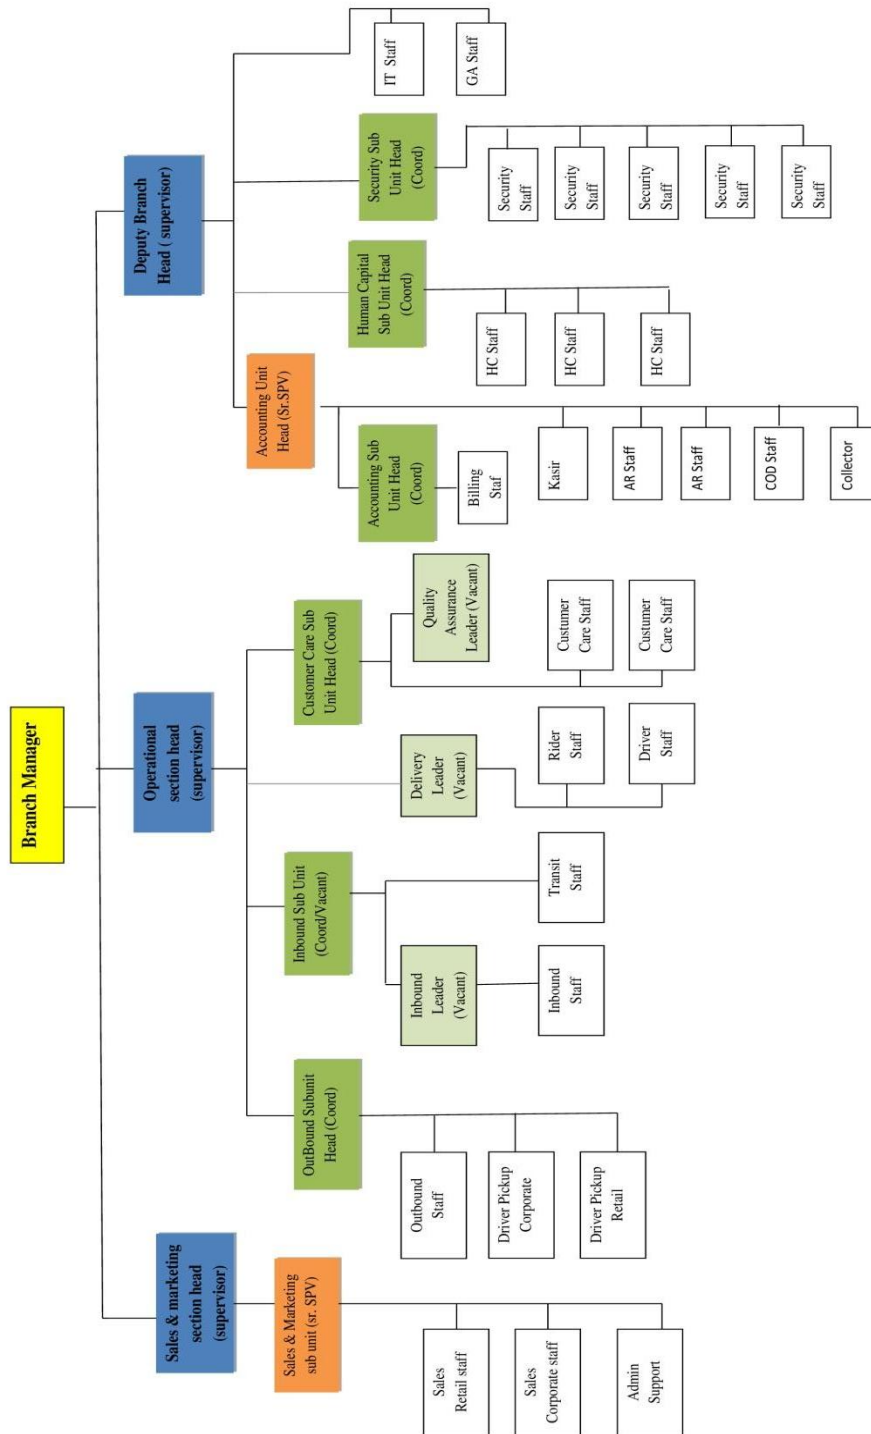 Branch Manager
Sales & marketing
section head
(supervisor)
Operational
section head
(supervisor)
Deputy Branch
Head ( supervisor)
Sales & Marketing
sub unit (sr. SPV)
Sales
Retail staff
Sales
Corporate staff
Admin
Support
OutBound Subunit
Head (Coord)
Outbound
Staff
Driver Pickup
Corporate
Driver Pickup
Retail
Inbound Sub Unit
(Coord/Vacant)
Inbound
Leader
(Vacant)
Inbound
Staff
Transit
Staff
Delivery
Leader
(Vacant)
Rider
Staff
Driver
Staff
Customer Care Sub
Unit Head (Coord)
Quality
Assurance
Leader (Vacant)
Custumer
Care Staff
Custumer
Care Staff
Accounting Unit
Head (Sr.SPV)
Accounting Sub
Unit Head
(Coord)
Billing
Staf
Kasir
AR Staff
AR Staff
COD Staff
Collector
Human Capital
Sub Unit Head
(Coord)
HC Staff
HC Staff
HC Staff
Security Sub
Unit Head
(Coord)
Security
Staff
Security
Staff
Security
Staff
Security
Staff
Security
Staff
IT Staff
GA Staff